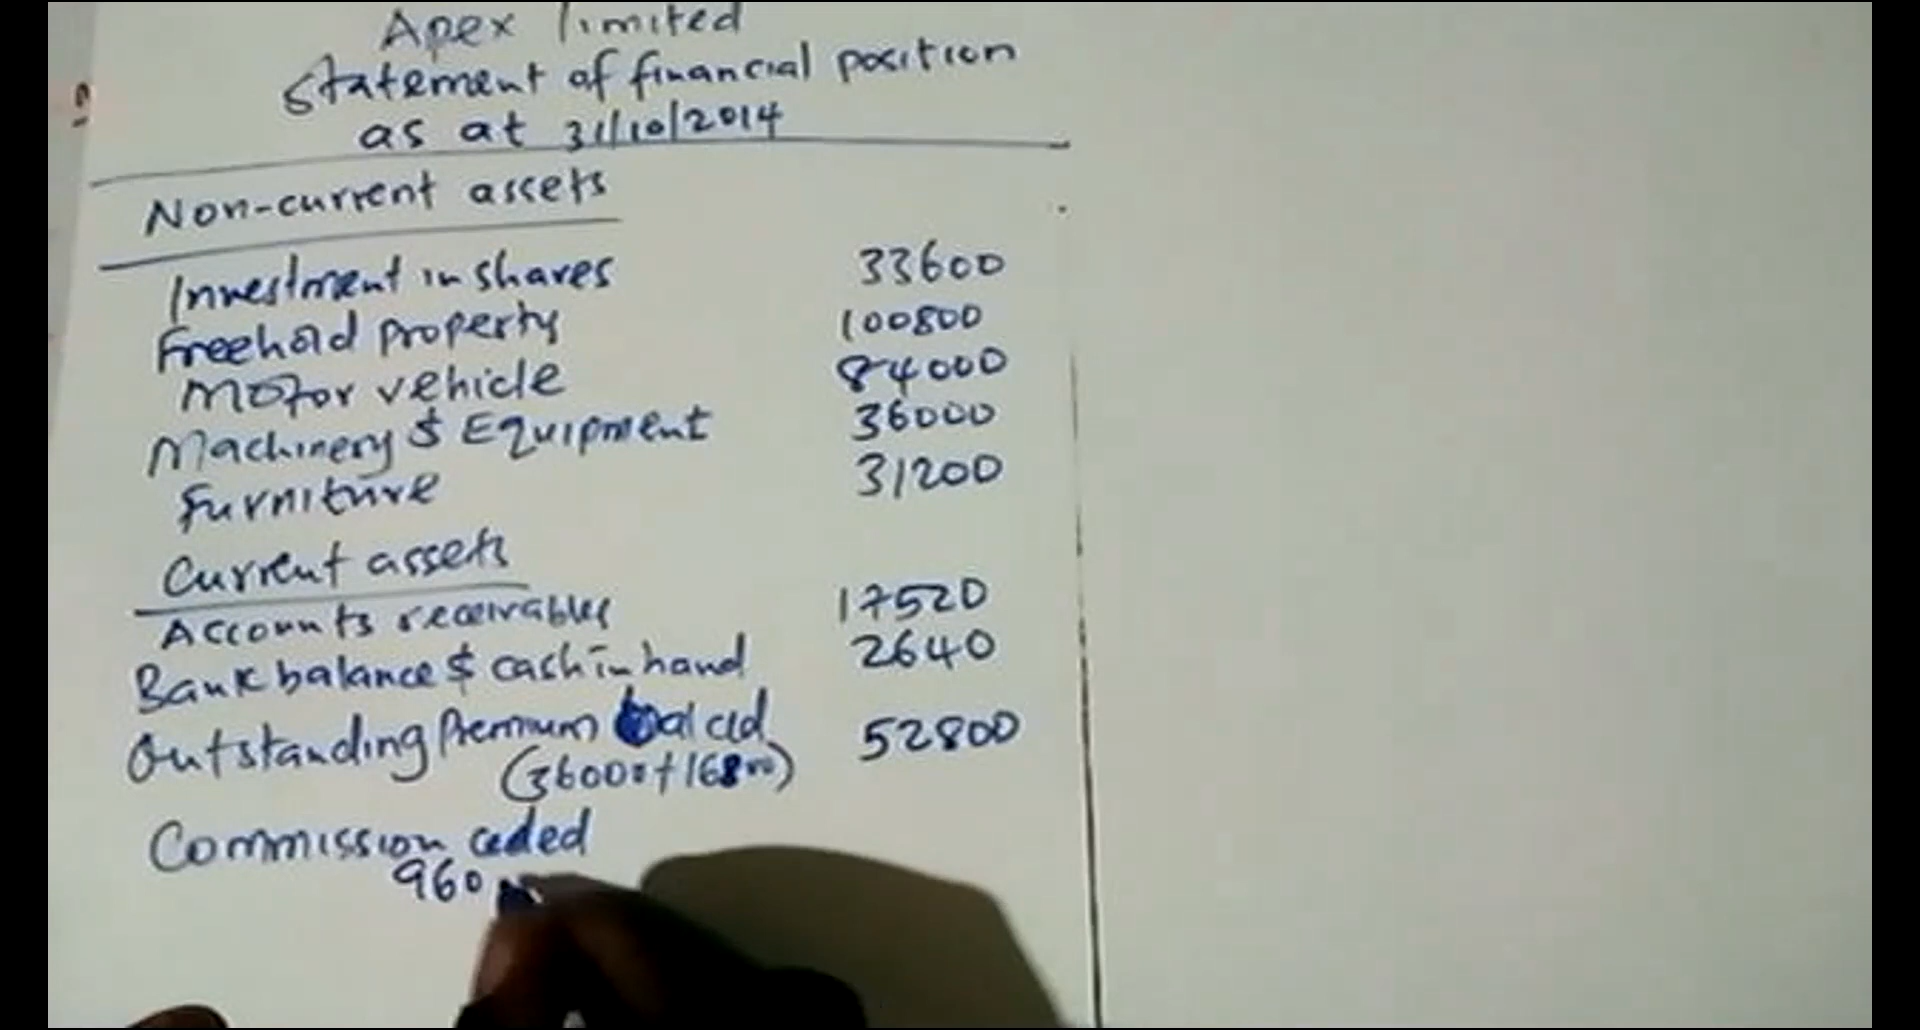 Apex limited
Statement of financial position
as at 31/10/2014
Non-current assets
Investment in shares 33600
Freehold property 100800
Motor vehicle 84000
Machinery $ Equipment 36000
Furniture 31200
Current assets
Accounts receivables 17520
Bank balance $ cash in hand 2640
Outstanding Premium bal c/d 52800
(36000+16800)
Commission ceded
960